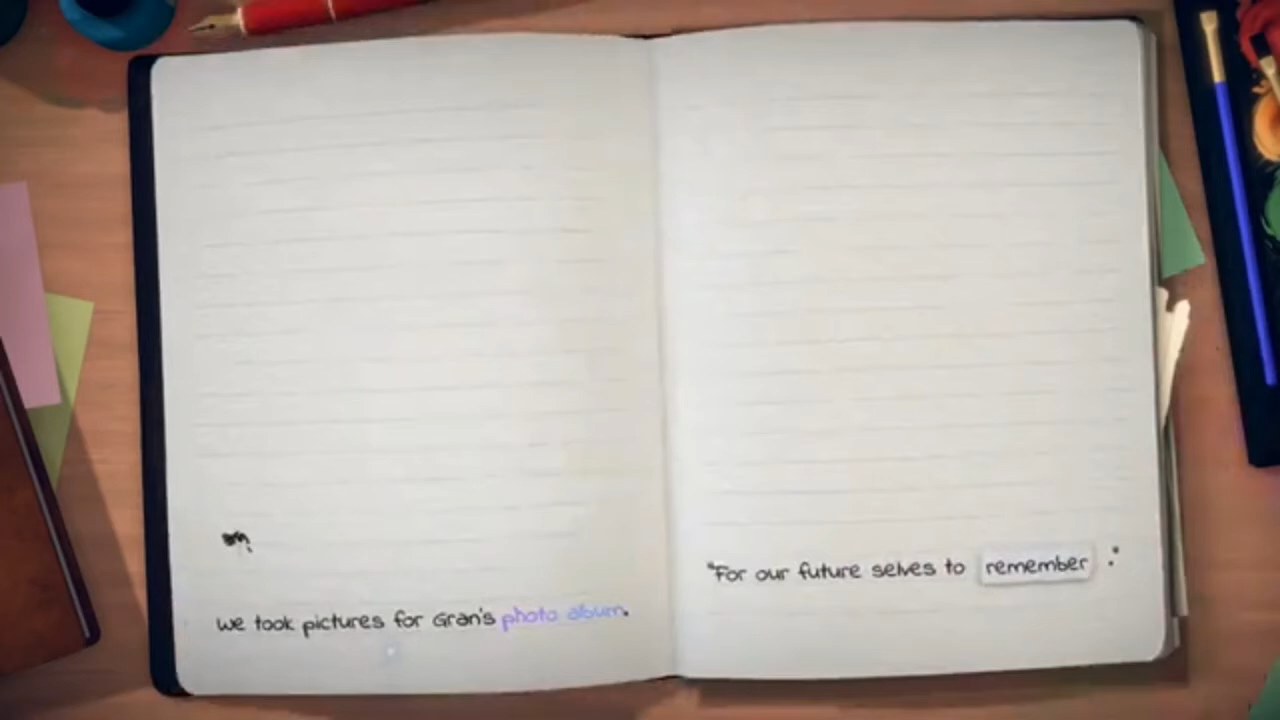 we took pictures for Gran's photo album.
"For our future selves to remember ."